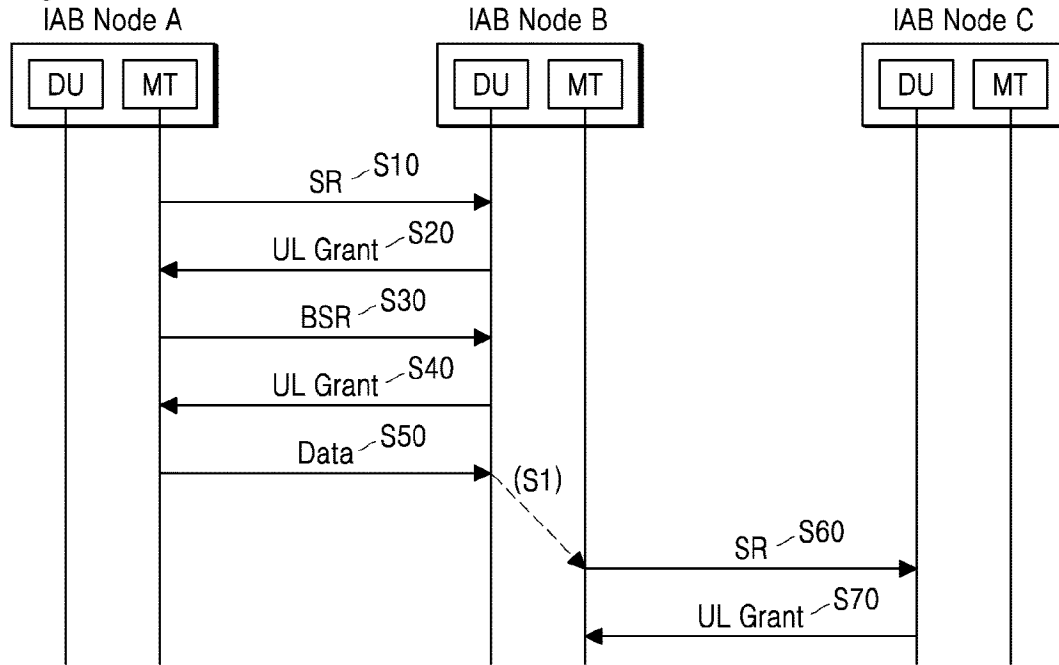 IAB Node A IAB Node B IAB Node C
DU MT DU MT DU MT
SR S10
UL Grant S20
BSR S30
UL Grant S40
Data S50
(S1)
SR S60
UL Grant S70